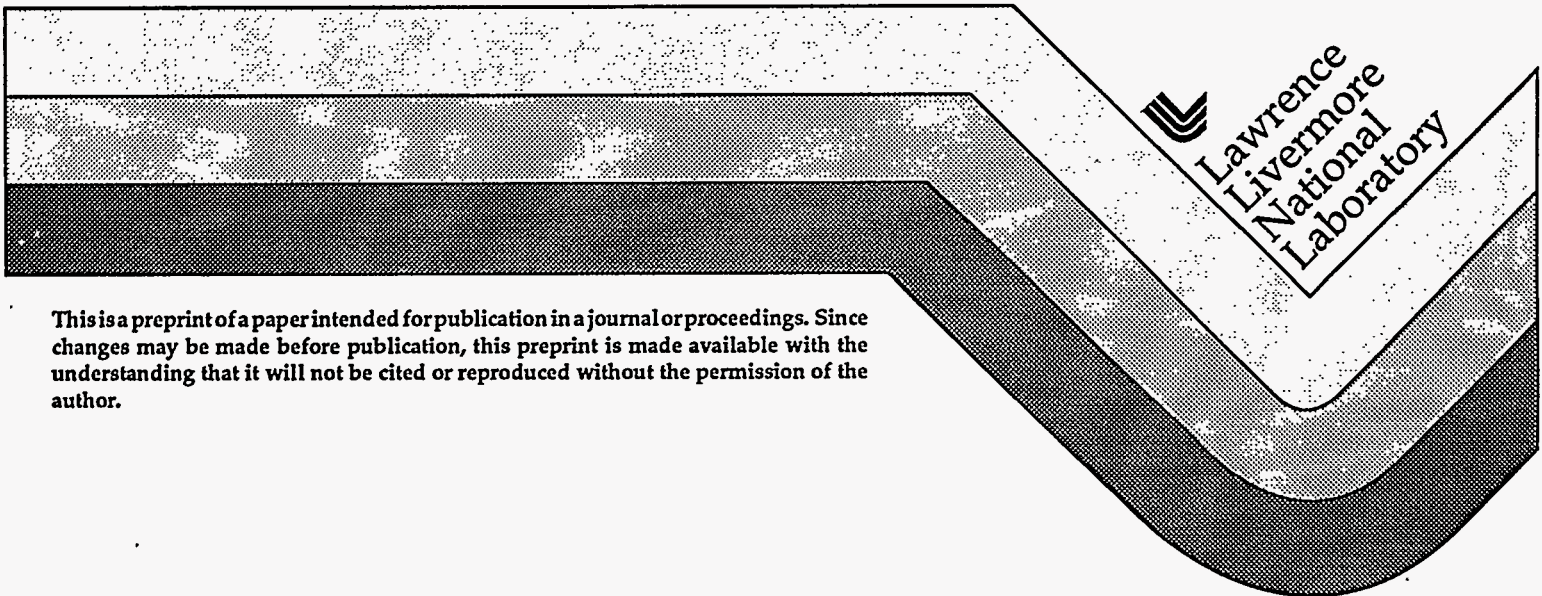 Lawrence
Livermore
National
Laboratory
This is a preprint of a paper intended for publication in a journal or proceedings. Since
changes may be made before publication, this preprint is made available with the
understanding that it will not be cited or reproduced without the permission of the
author.